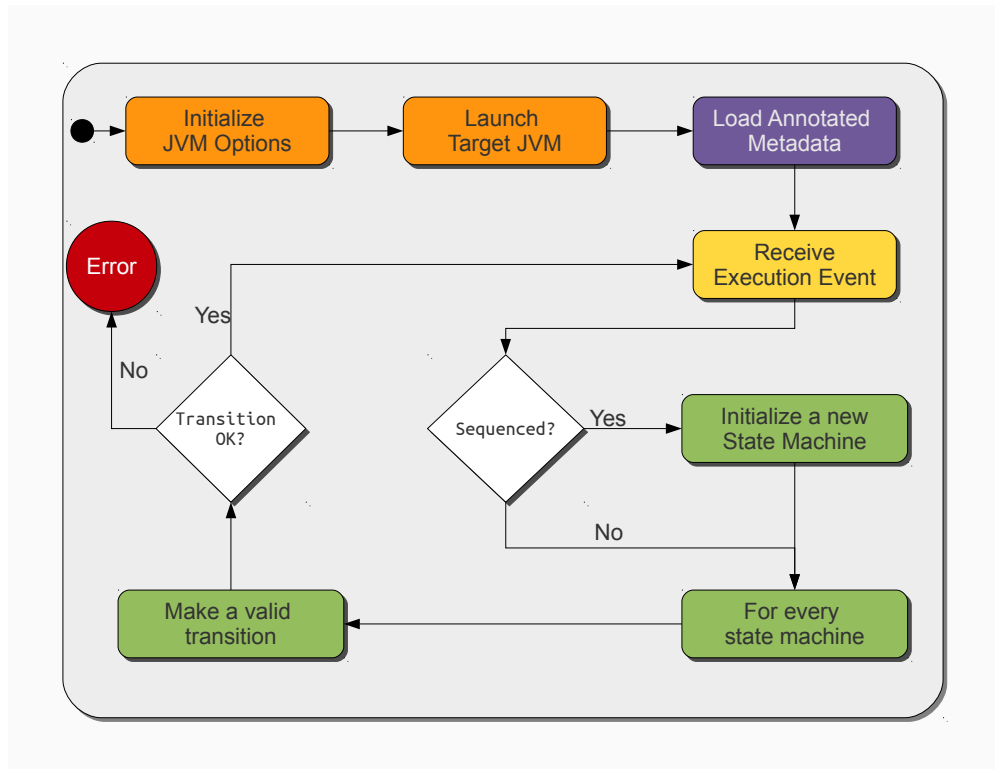 Initialize
JVM Options
Launch
Target JVM
Load Annotated
Metadata
Error
Receive
Execution Event
Yes
No
Transition
OK?
Sequenced?
Yes
Initialize a new
State Machine
No
Make a valid
transition
For every
state machine